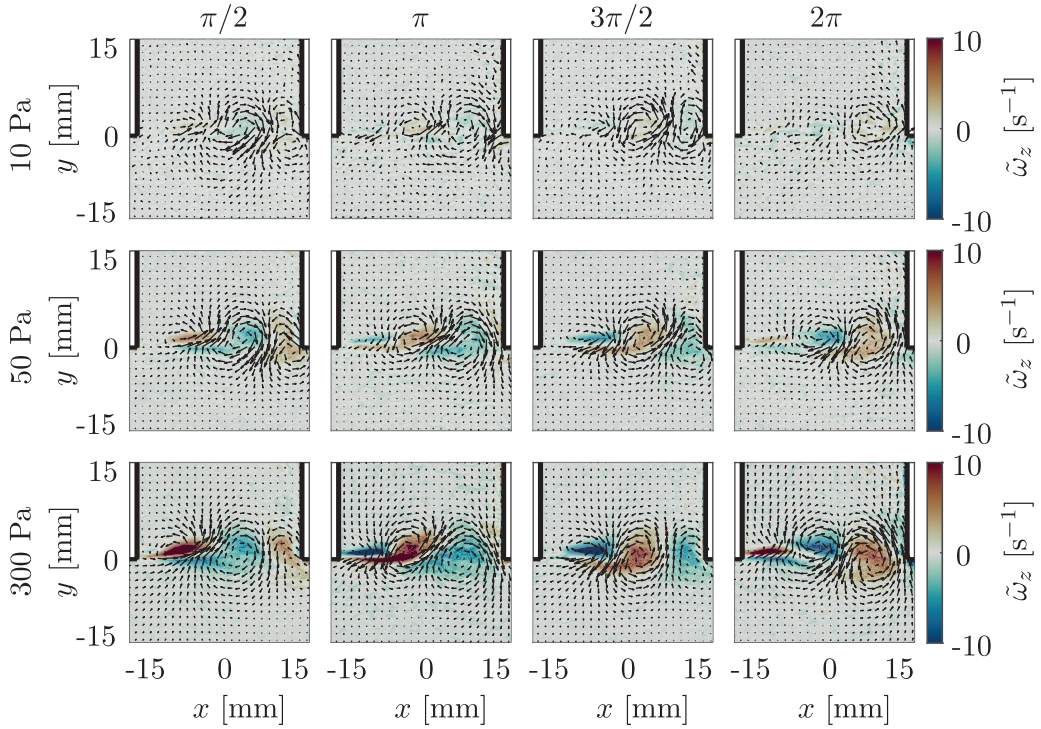 π/2 π 3π/2 2π
10 Pa y [mm] 15 0 -15 10 0 -10 ω̃z [s⁻¹]
50 Pa y [mm] 15 0 -15 10 0 -10 ω̃z [s⁻¹]
300 Pa y [mm] 15 0 -15 10 0 -10 ω̃z [s⁻¹]
-15 0 15 -15 0 15 -15 0 15 -15 0 15
x [mm] x [mm] x [mm] x [mm]